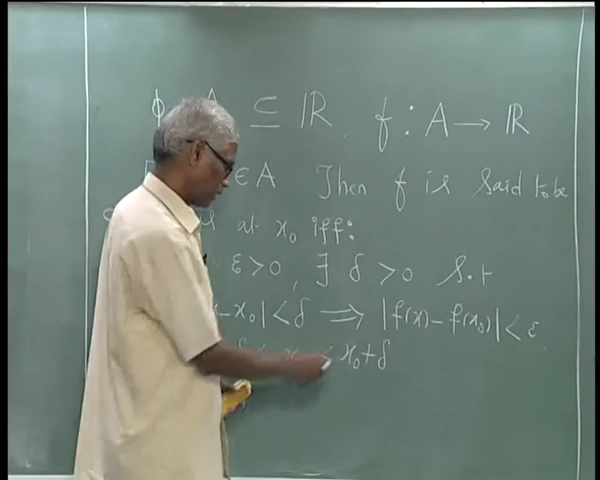 ϕ ⊆ ℝ. f : A → ℝ
∈ A Then f is said to be
at x₀ iff:
ε > 0, ∃ δ > 0 s.t
- x₀| < δ ⟹ |f(x) - f(x₀)| < ε.
δ < x < x₀ + δ